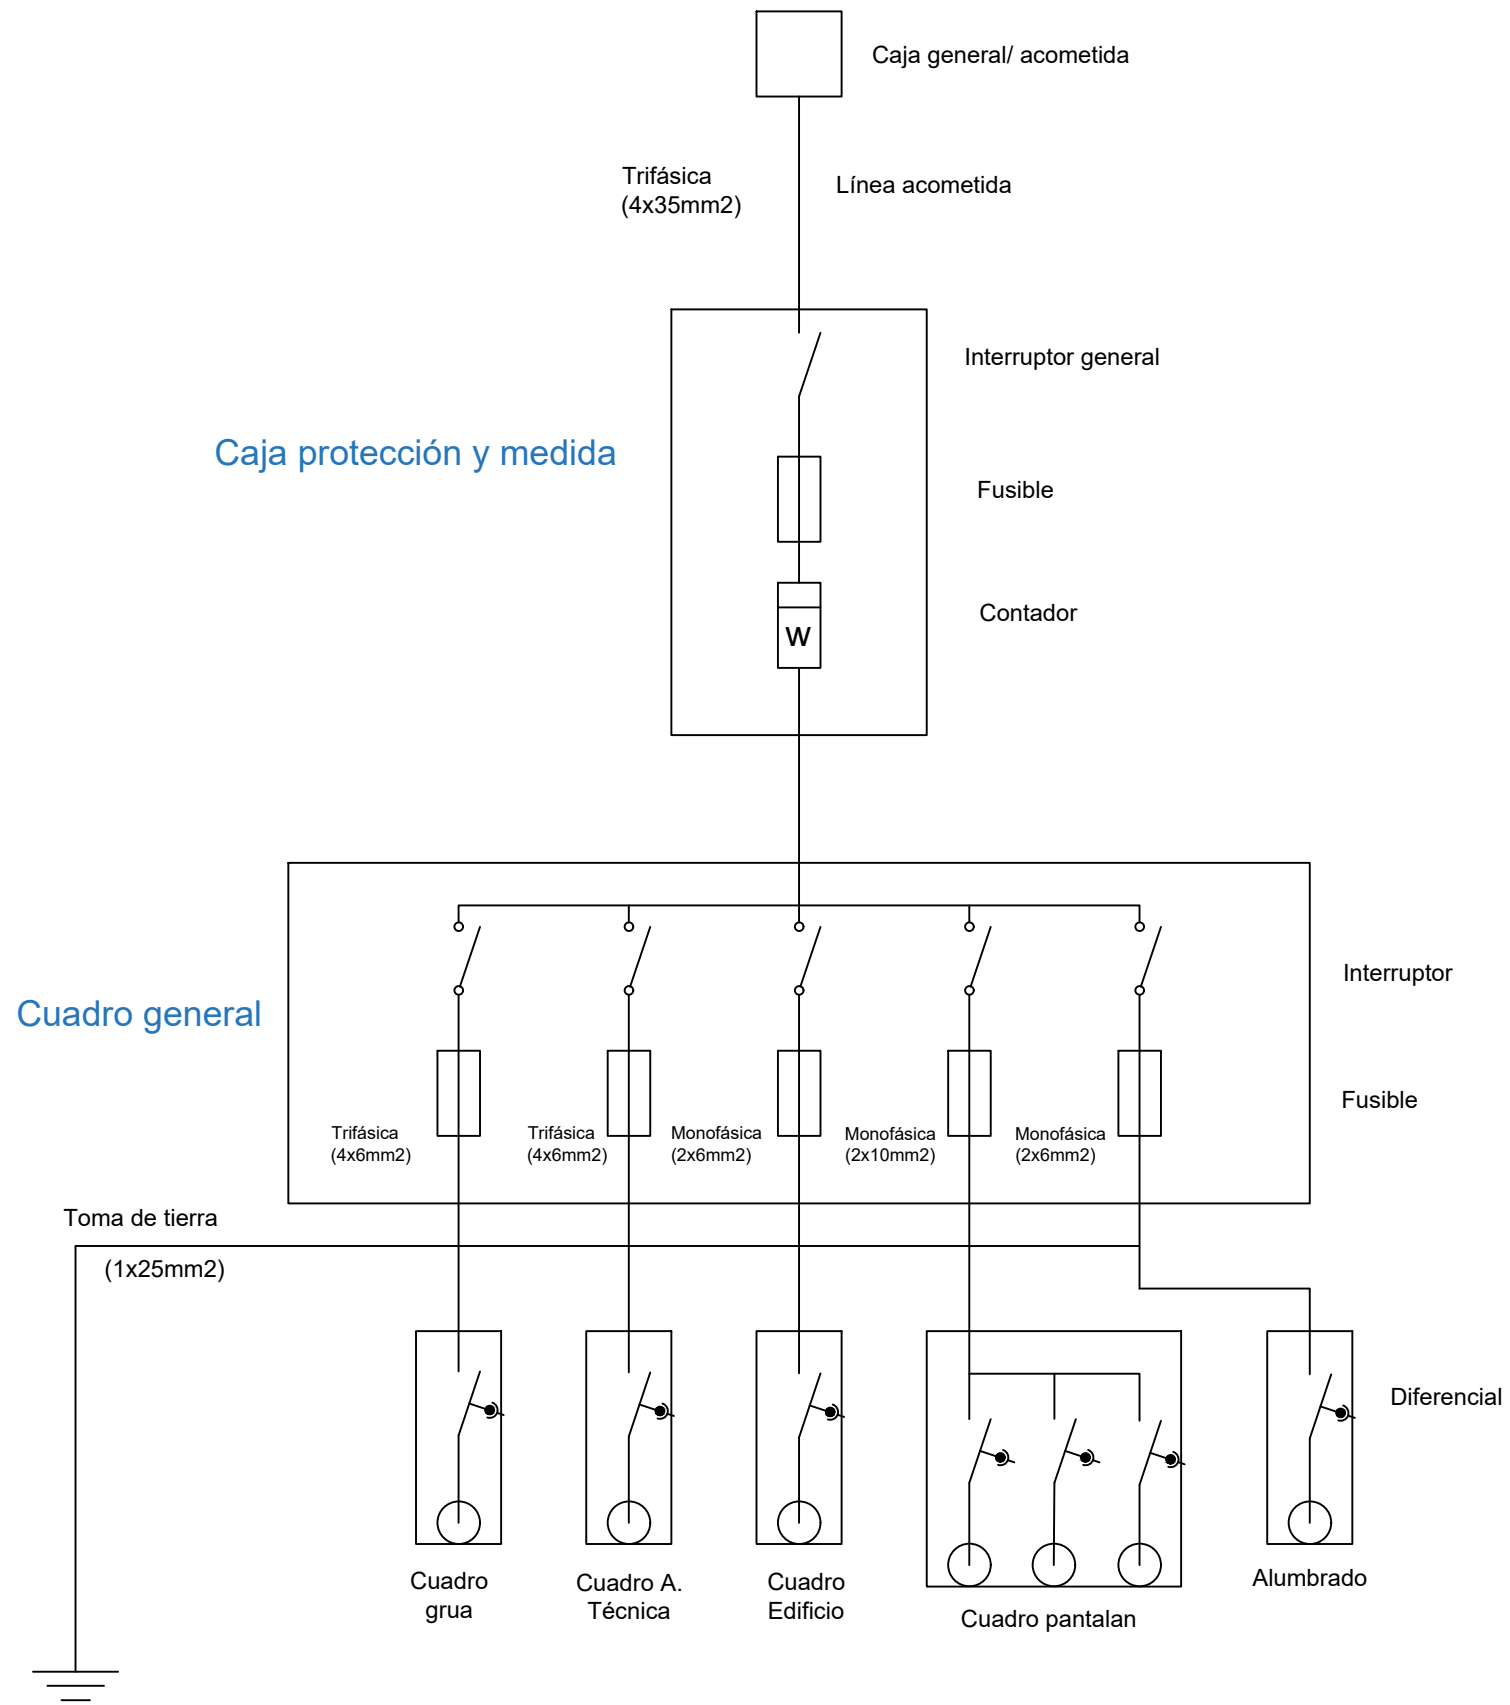 Caja general/ acometida
Trifásica
(4x35mm2)
Línea acometida
Interruptor general
Caja protección y medida
Fusible
Contador
W
Interruptor
Cuadro general
Fusible
Trifásica
(4x6mm2)
Trifásica
(4x6mm2)
Monofásica
(2x6mm2)
Monofásica
(2x10mm2)
Monofásica
(2x6mm2)
Toma de tierra
(1x25mm2)
Diferencial
Cuadro
grua
Cuadro A.
Técnica
Cuadro
Edificio
Cuadro pantalan
Alumbrado